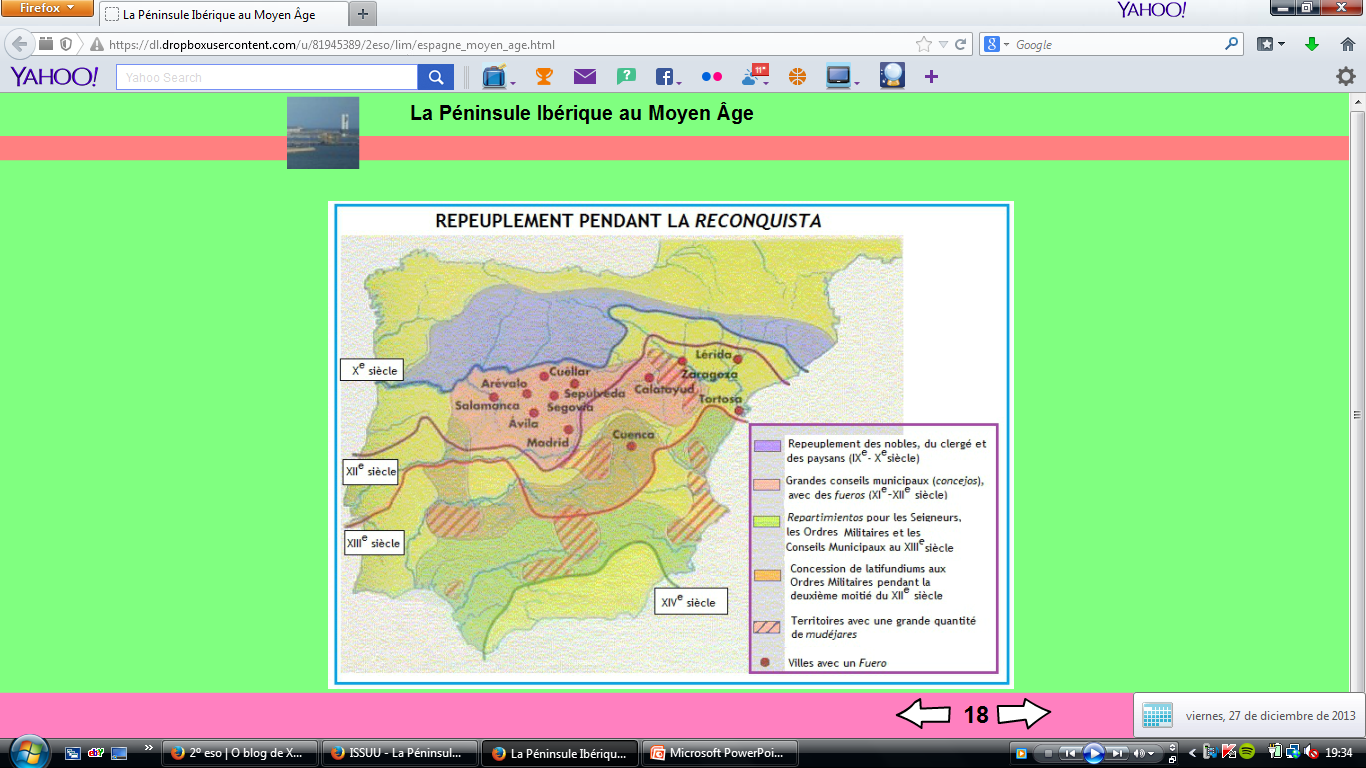 Firefox
La Péninsule Ibérique au Moyen Âge
YAHOO!
https://dl.dropboxusercontent.com/u/81945389/2eso/lim/espagne_moyen_age.html
Google
YAHOO!
Yahoo Search
11°
La Péninsule Ibérique au Moyen Âge
REPEUPLEMENT PENDANT LA RECONQUISTA
Xe siècle
XIIe siècle
XIIIe siècle
XIVe siècle
Lérida
Zaragoza
Cuéllar
Arévalo
Sepúlveda
Calatayud
Salamanca
Segovia
Tortosa
Ávila
Madrid
Cuenca
Repeuplement des nobles, du clergé et
des paysans (IXe- Xe siècle)
Grandes conseils municipaux (concejos),
avec des fueros (XIe-XIIe siècle)
Repartimientos pour les Seigneurs,
les Ordres Militaires et les
Conseils Municipaux au XIIIe siècle
Concession de latifundiums aux
Ordres Militaires pendant la
deuxième moitié du XIIe siècle
Territoires avec une grande quantité
de mudéjares
Villes avec un Fuero
18
viernes, 27 de diciembre de 2013
2º eso | O blog de X...
ISSUU - La Péninsul...
La Péninsule Ibériqu...
Microsoft PowerPoi...
19:34